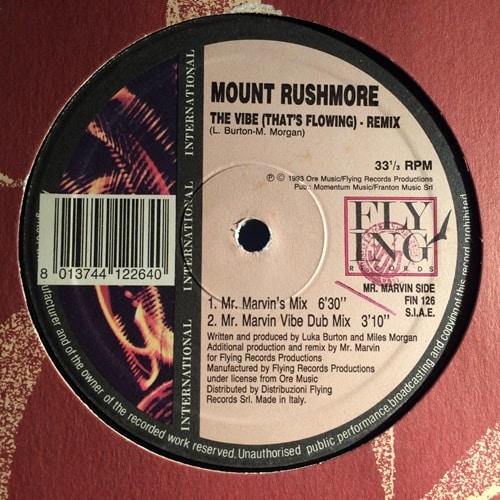 MOUNT RUSHMORE
THE VIBE (THAT'S FLOWING) - REMIX
(L. Burton-M. Morgan)
33 1/3 RPM
℗ © 1993 Ore Music/Flying Records Productions
Pub.: Momentum Music/Franton Music Srl
INTERNATIONAL
INTERNATIONAL
INTERNATIONAL
INTERNATIONAL
8 013744 122640
FLY
ING
RECORDS
MR. MARVIN SIDE
FIN 126
S.I.A.E.
1. Mr. Marvin's Mix 6'30''
2. Mr. Marvin Vibe Dub Mix 3'10''
Written and produced by Luka Burton and Miles Morgan
Additional production and remix by Mr. Marvin
for Flying Records Productions
Manufactured by Flying Records Productions
under license from Ore Music
Distributed by Distribuzioni Flying
Records Srl. Made in Italy.
manufacturer and of the owner of the recorded work reserved. Unauthorised public performance, broadcasting and copying of this record prohibited.